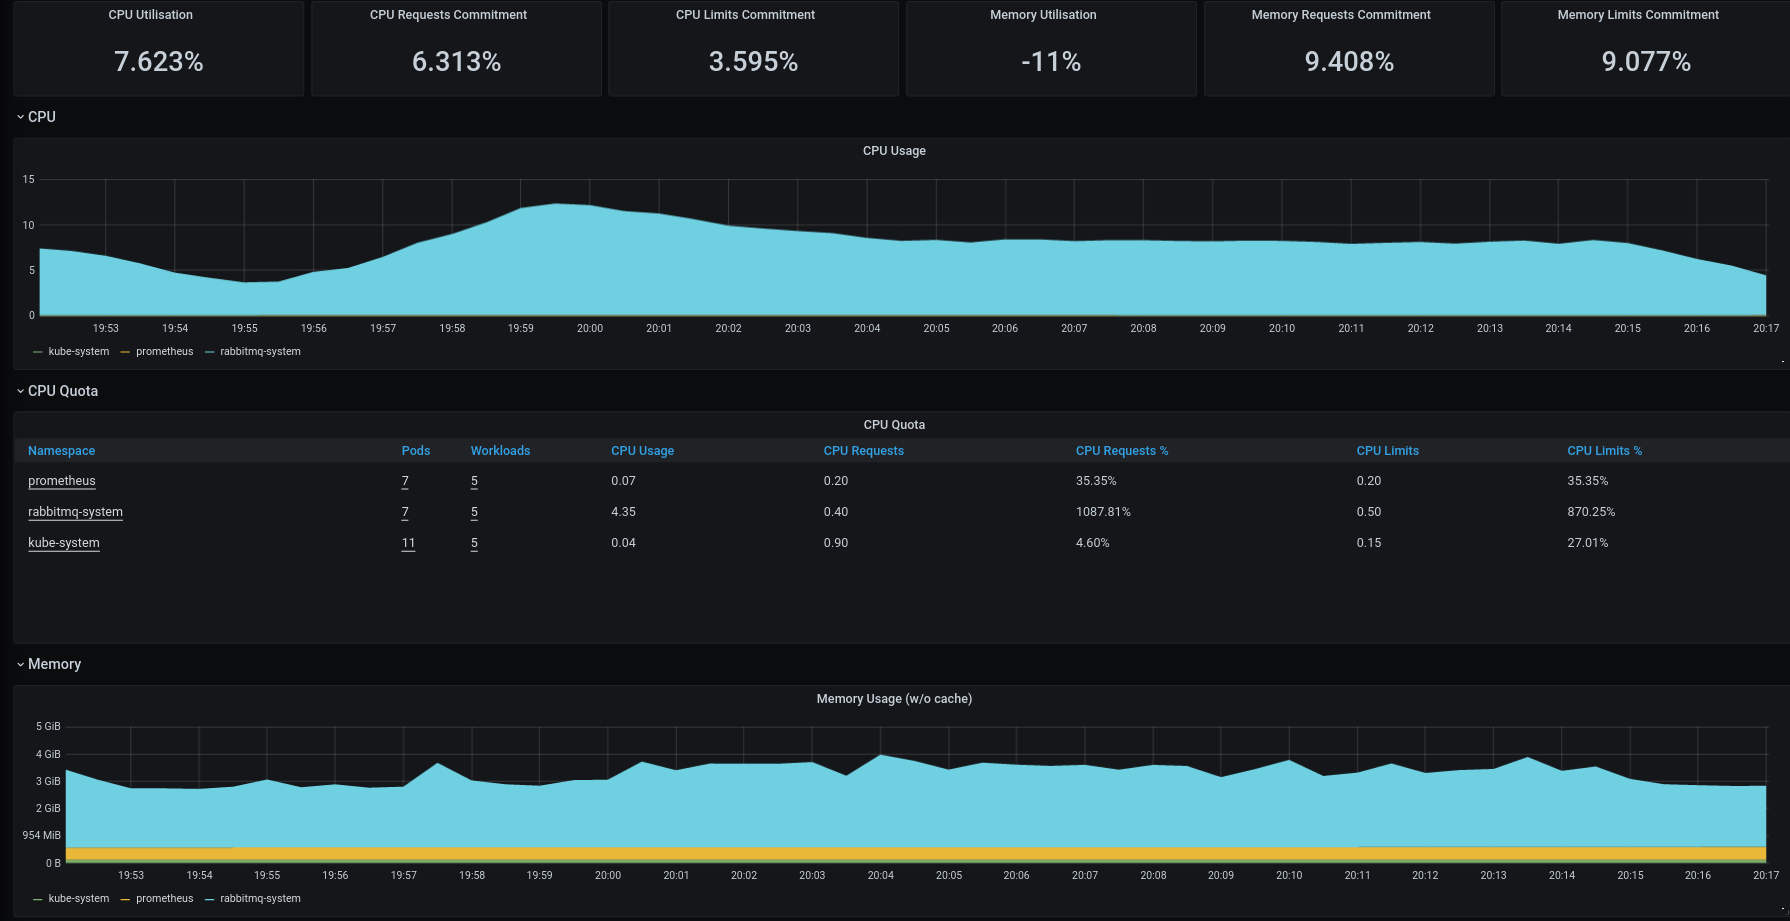 CPU Utilisation CPU Requests Commitment CPU Limits Commitment Memory Utilisation Memory Requests Commitment Memory Limits Commitment
7.623% 6.313% 3.595% -11% 9.408% 9.077%
CPU
CPU Usage
15
10
5
0
19:53 19:54 19:55 19:56 19:57 19:58 19:59 20:00 20:01 20:02 20:03 20:04 20:05 20:06 20:07 20:08 20:09 20:10 20:11 20:12 20:13 20:14 20:15 20:16 20:17
kube-system prometheus rabbitmq-system
CPU Quota
CPU Quota
Namespace Pods Workloads CPU Usage CPU Requests CPU Requests % CPU Limits CPU Limits %
prometheus 7 5 0.07 0.20 35.35% 0.20 35.35%
rabbitmq-system 7 5 4.35 0.40 1087.81% 0.50 870.25%
kube-system 11 5 0.04 0.90 4.60% 0.15 27.01%
Memory
Memory Usage (w/o cache)
5 GiB
4 GiB
3 GiB
2 GiB
954 MiB
0 B
19:53 19:54 19:55 19:56 19:57 19:58 19:59 20:00 20:01 20:02 20:03 20:04 20:05 20:06 20:07 20:08 20:09 20:10 20:11 20:12 20:13 20:14 20:15 20:16 20:17
kube-system prometheus rabbitmq-system